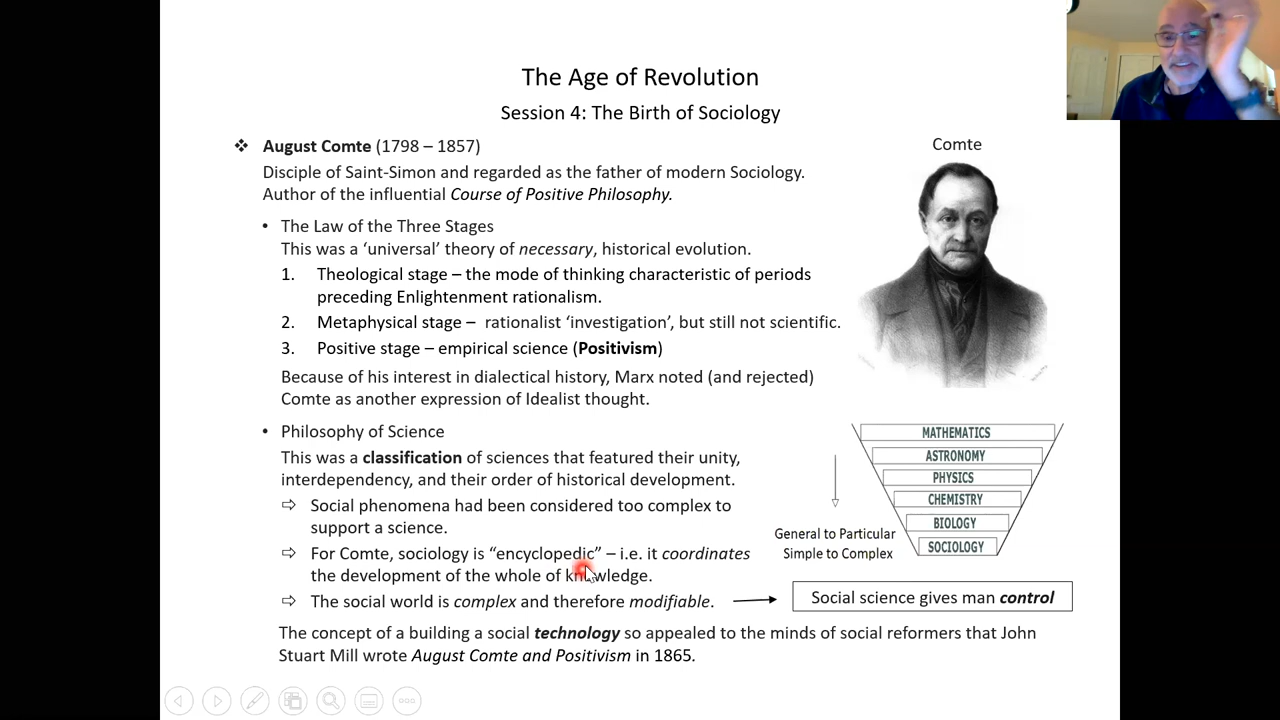 The Age of Revolution
Session 4: The Birth of Sociology
❖ August Comte (1798 – 1857)
Disciple of Saint-Simon and regarded as the father of modern Sociology.
Author of the influential Course of Positive Philosophy.
• The Law of the Three Stages
This was a ‘universal’ theory of necessary, historical evolution.
1. Theological stage – the mode of thinking characteristic of periods
preceding Enlightenment rationalism.
2. Metaphysical stage – rationalist ‘investigation’, but still not scientific.
3. Positive stage – empirical science (Positivism)
Because of his interest in dialectical history, Marx noted (and rejected)
Comte as another expression of Idealist thought.
• Philosophy of Science
This was a classification of sciences that featured their unity,
interdependency, and their order of historical development.
⇨ Social phenomena had been considered too complex to
support a science.
⇨ For Comte, sociology is “encyclopedic” – i.e. it coordinates
the development of the whole of knowledge.
⇨ The social world is complex and therefore modifiable.
The concept of a building a social technology so appealed to the minds of social reformers that John
Stuart Mill wrote August Comte and Positivism in 1865.
Comte
MATHEMATICS
ASTRONOMY
PHYSICS
CHEMISTRY
BIOLOGY
SOCIOLOGY
General to Particular
Simple to Complex
Social science gives man control